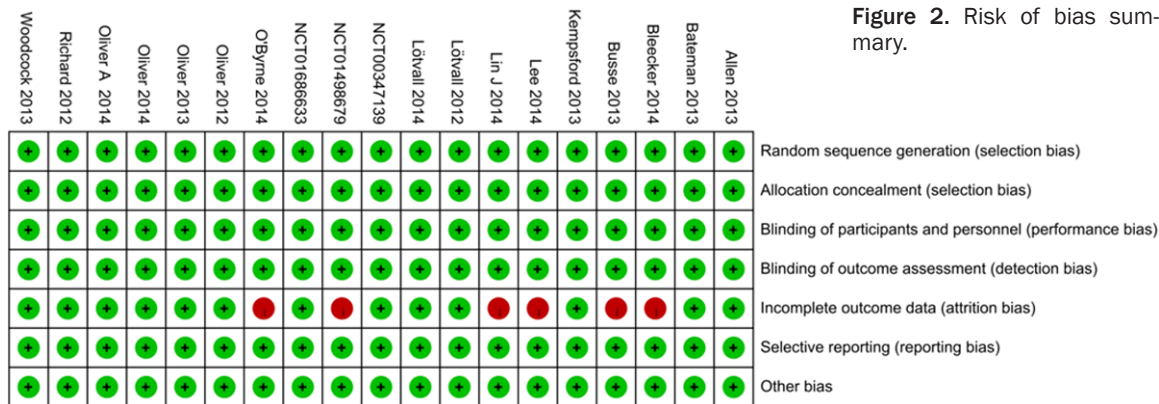 Figure 2. Risk of bias sum-
mary.
Woodcock 2013
Richard 2012
Oliver A 2014
Oliver 2014
Oliver 2013
Oliver 2012
O'Byrne 2014
NCT01686633
NCT01498679
NCT00347139
Lötvall 2014
Lötvall 2012
Lin J 2014
Lee 2014
Kempsford 2013
Busse 2013
Bleecker 2014
Bateman 2013
Allen 2013
Random sequence generation (selection bias)
Allocation concealment (selection bias)
Blinding of participants and personnel (performance bias)
Blinding of outcome assessment (detection bias)
Incomplete outcome data (attrition bias)
Selective reporting (reporting bias)
Other bias